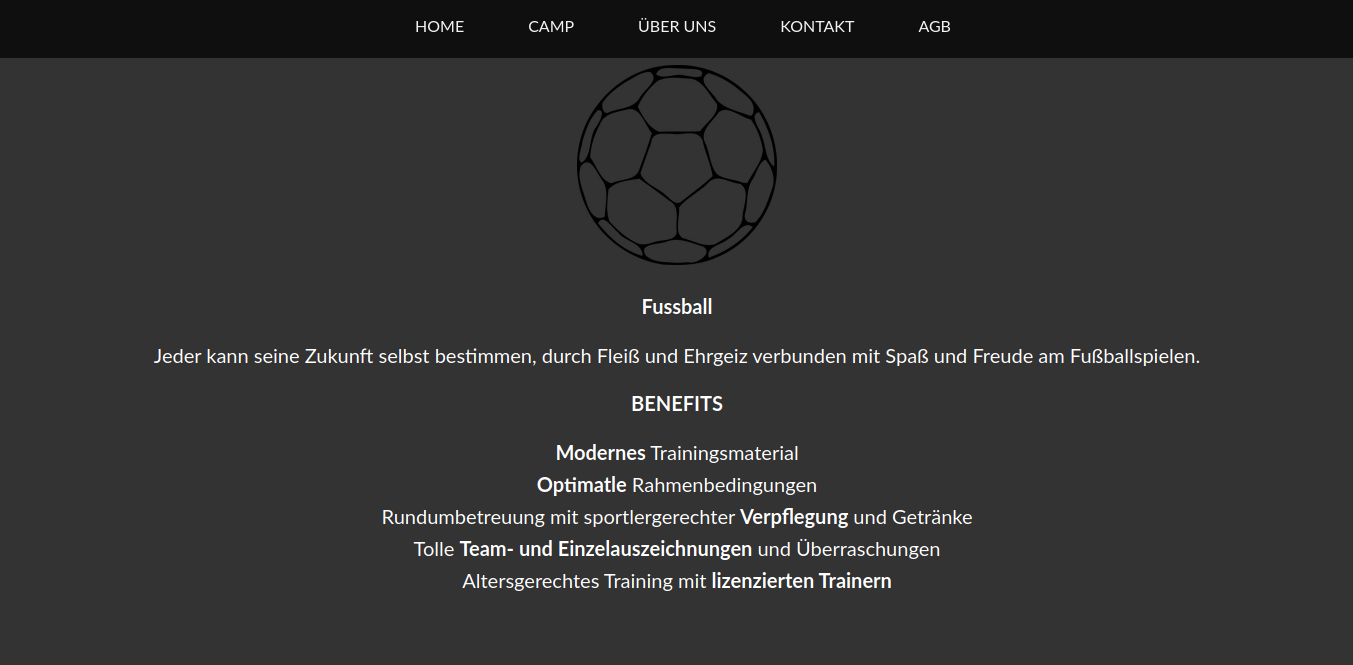 HOME CAMP ÜBER UNS KONTAKT AGB
Fussball
Jeder kann seine Zukunft selbst bestimmen, durch Fleiß und Ehrgeiz verbunden mit Spaß und Freude am Fußballspielen.
BENEFITS
Modernes Trainingsmaterial
Optimatle Rahmenbedingungen
Rundumbetreuung mit sportlergerechter Verpflegung und Getränke
Tolle Team- und Einzelauszeichnungen und Überraschungen
Altersgerechtes Training mit lizenzierten Trainern